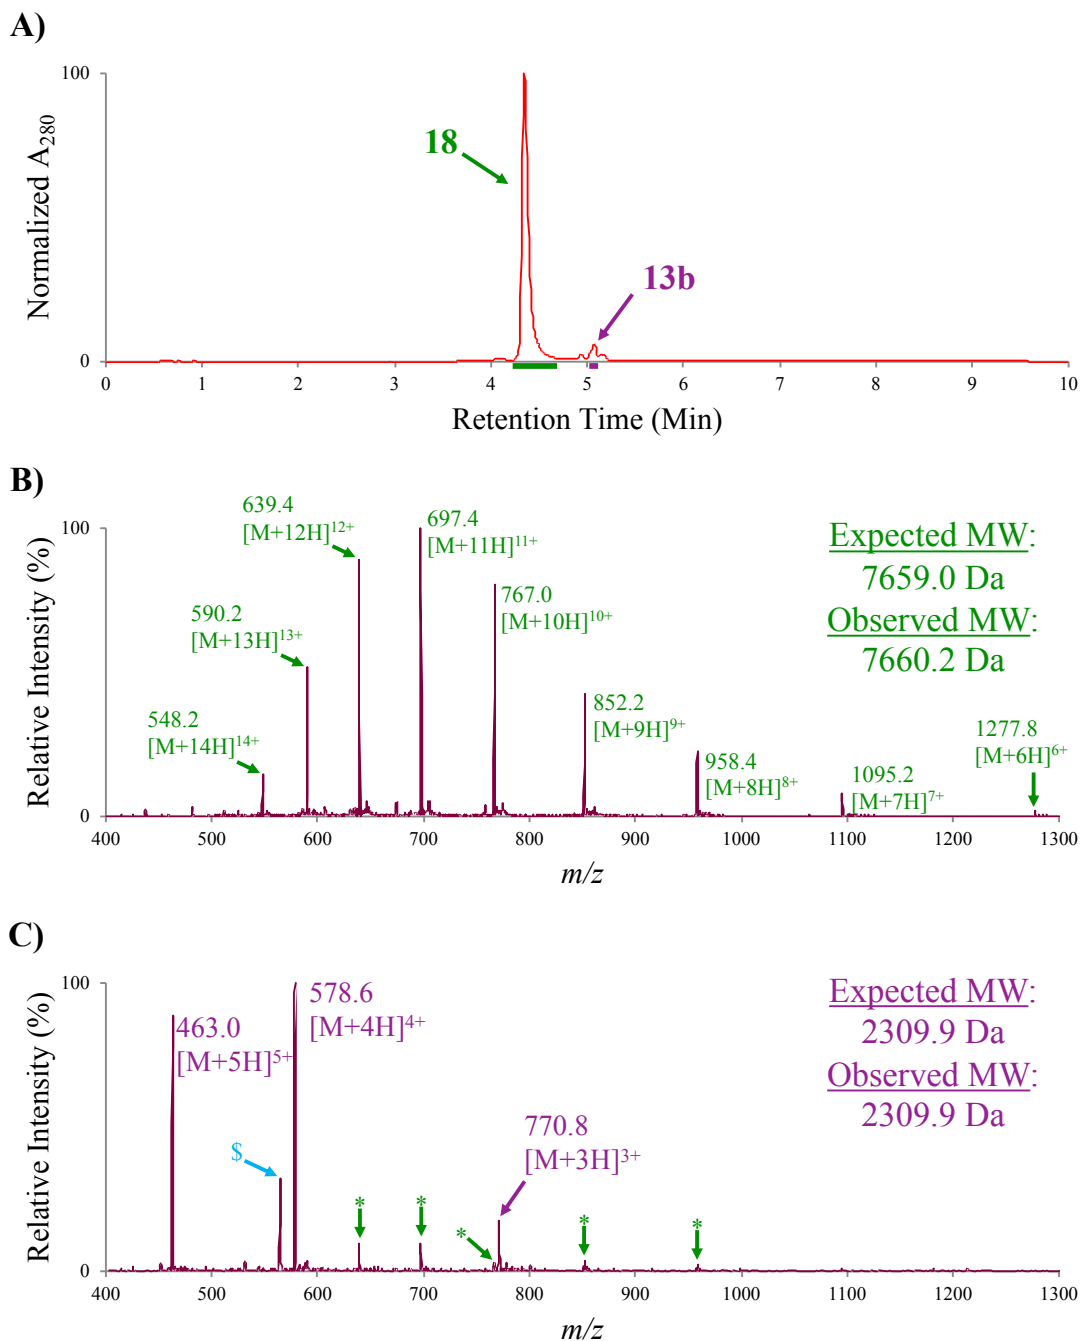 A)
100
0
Normalized A280
18
13b
0 1 2 3 4 5 6 7 8 9 10
Retention Time (Min)
B)
100
0
Relative Intensity (%)
548.2
[M+14H]14+
590.2
[M+13H]13+
639.4
[M+12H]12+
697.4
[M+11H]11+
767.0
[M+10H]10+
852.2
[M+9H]9+
958.4
[M+8H]8+
1095.2
[M+7H]7+
1277.8
[M+6H]6+
Expected MW:
7659.0 Da
Observed MW:
7660.2 Da
400 500 600 700 800 900 1000 1100 1200 1300
m/z
C)
100
0
Relative Intensity (%)
463.0
[M+5H]5+
$
578.6
[M+4H]4+
* * * * *
770.8
[M+3H]3+
Expected MW:
2309.9 Da
Observed MW:
2309.9 Da
400 500 600 700 800 900 1000 1100 1200 1300
m/z